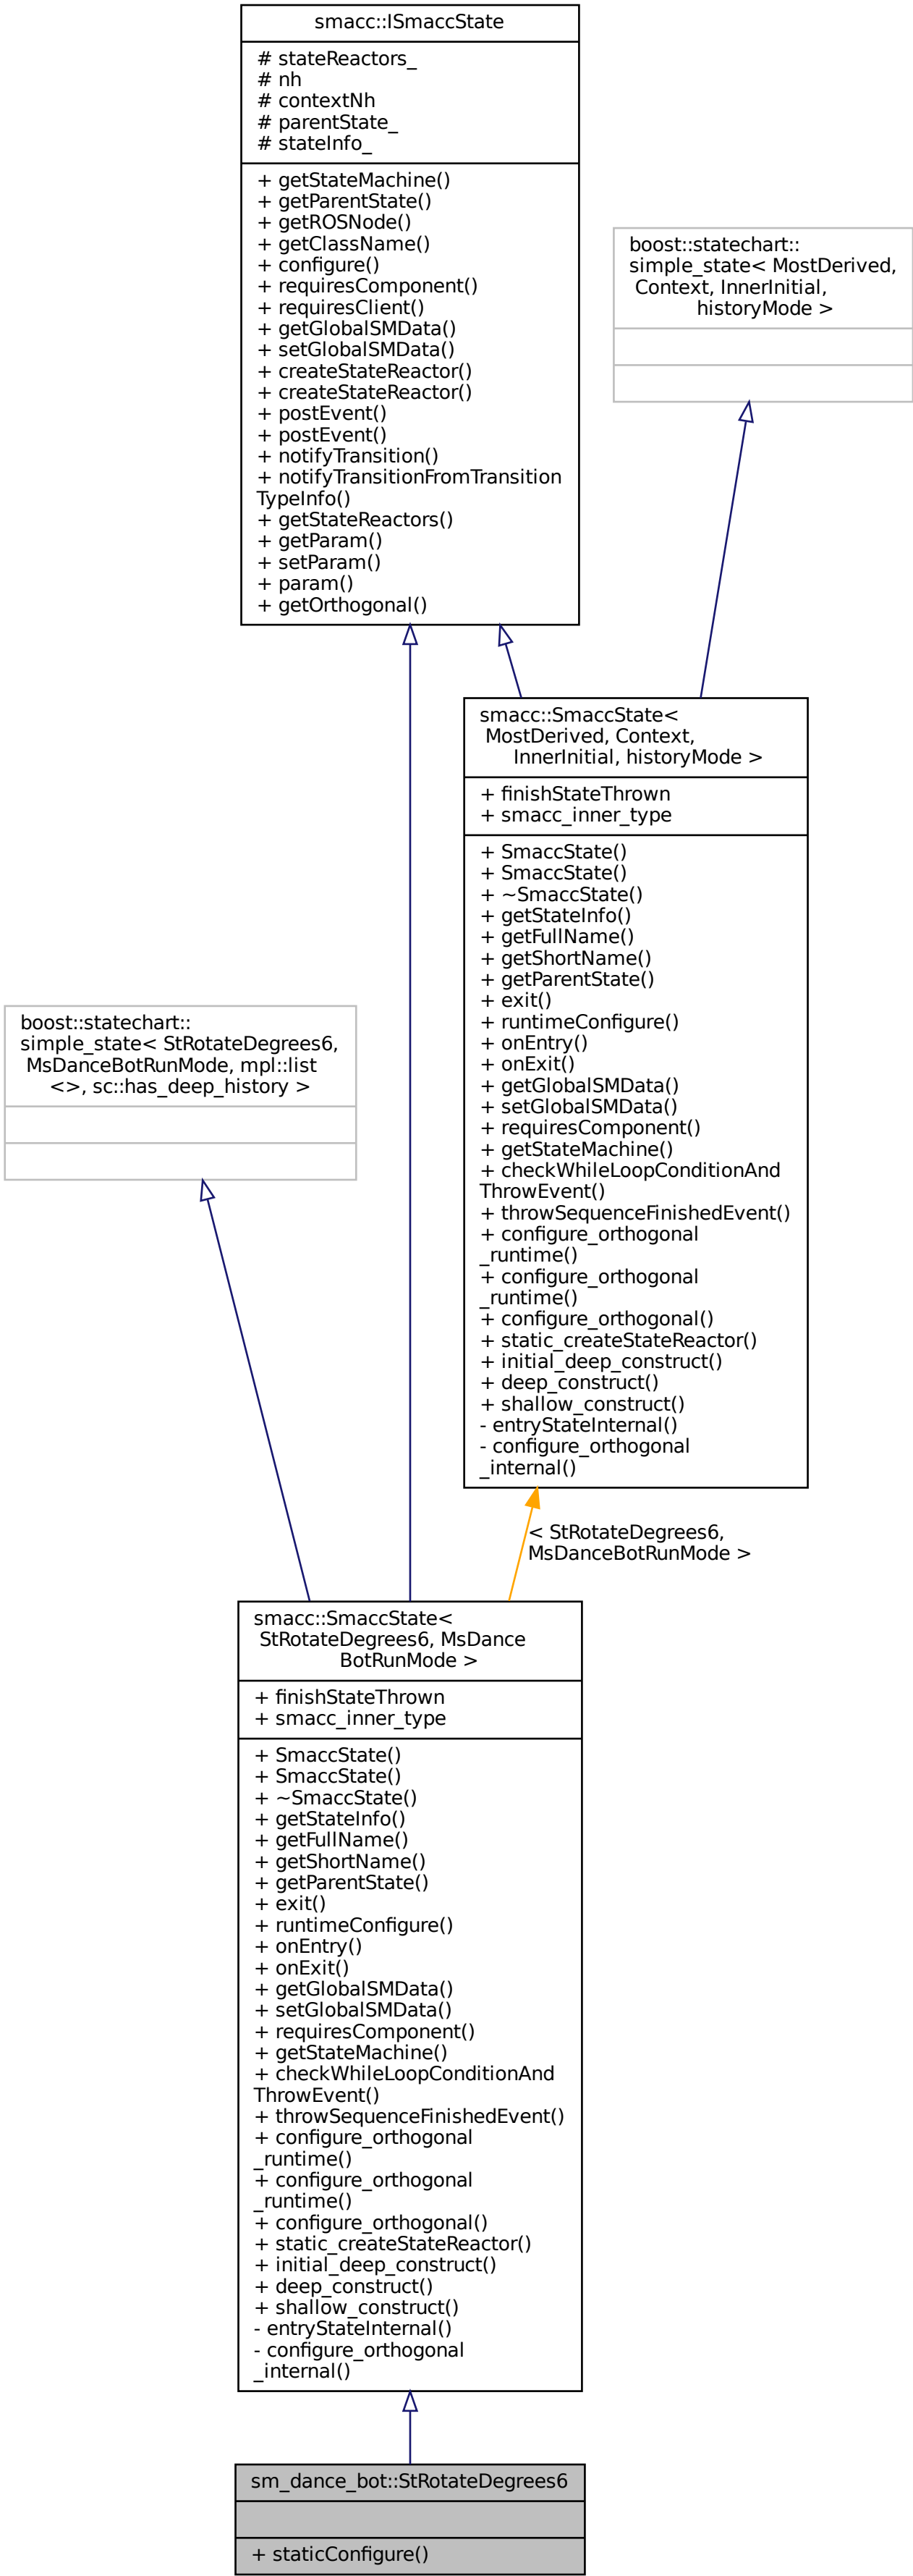 smacc::ISmaccState
# stateReactors_
# nh
# contextNh
# parentState_
# stateInfo_
+ getStateMachine()
+ getParentState()
+ getROSNode()
+ getClassName()
+ configure()
+ requiresComponent()
+ requiresClient()
+ getGlobalSMData()
+ setGlobalSMData()
+ createStateReactor()
+ createStateReactor()
+ postEvent()
+ postEvent()
+ notifyTransition()
+ notifyTransitionFromTransition
TypeInfo()
+ getStateReactors()
+ getParam()
+ setParam()
+ param()
+ getOrthogonal()
boost::statechart::
simple_state< MostDerived,
Context, InnerInitial,
historyMode >
smacc::SmaccState<
MostDerived, Context,
InnerInitial, historyMode >
+ finishStateThrown
+ smacc_inner_type
+ SmaccState()
+ SmaccState()
+ ~SmaccState()
+ getStateInfo()
+ getFullName()
+ getShortName()
+ getParentState()
+ exit()
+ runtimeConfigure()
+ onEntry()
+ onExit()
+ getGlobalSMData()
+ setGlobalSMData()
+ requiresComponent()
+ getStateMachine()
+ checkWhileLoopConditionAnd
ThrowEvent()
+ throwSequenceFinishedEvent()
+ configure_orthogonal
_runtime()
+ configure_orthogonal
_runtime()
+ configure_orthogonal()
+ static_createStateReactor()
+ initial_deep_construct()
+ deep_construct()
+ shallow_construct()
- entryStateInternal()
- configure_orthogonal
_internal()
boost::statechart::
simple_state< StRotateDegrees6,
MsDanceBotRunMode, mpl::list
<>, sc::has_deep_history >
< StRotateDegrees6,
MsDanceBotRunMode >
smacc::SmaccState<
StRotateDegrees6, MsDance
BotRunMode >
+ finishStateThrown
+ smacc_inner_type
+ SmaccState()
+ SmaccState()
+ ~SmaccState()
+ getStateInfo()
+ getFullName()
+ getShortName()
+ getParentState()
+ exit()
+ runtimeConfigure()
+ onEntry()
+ onExit()
+ getGlobalSMData()
+ setGlobalSMData()
+ requiresComponent()
+ getStateMachine()
+ checkWhileLoopConditionAnd
ThrowEvent()
+ throwSequenceFinishedEvent()
+ configure_orthogonal
_runtime()
+ configure_orthogonal
_runtime()
+ configure_orthogonal()
+ static_createStateReactor()
+ initial_deep_construct()
+ deep_construct()
+ shallow_construct()
- entryStateInternal()
- configure_orthogonal
_internal()
sm_dance_bot::StRotateDegrees6
+ staticConfigure()